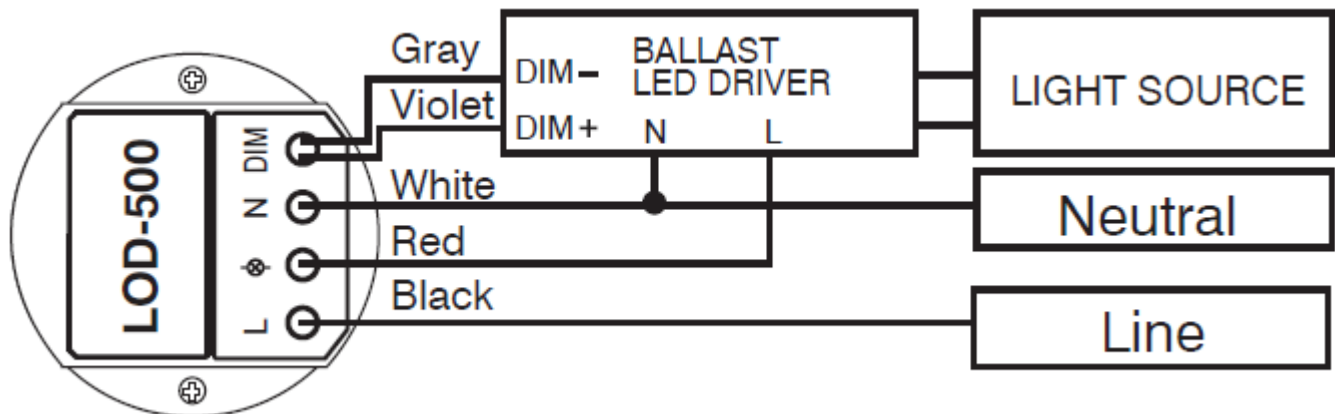 LOD-500
DIM
N
L
Gray
Violet
White
Red
Black
DIM-
DIM+
BALLAST
LED DRIVER
N L
LIGHT SOURCE
Neutral
Line